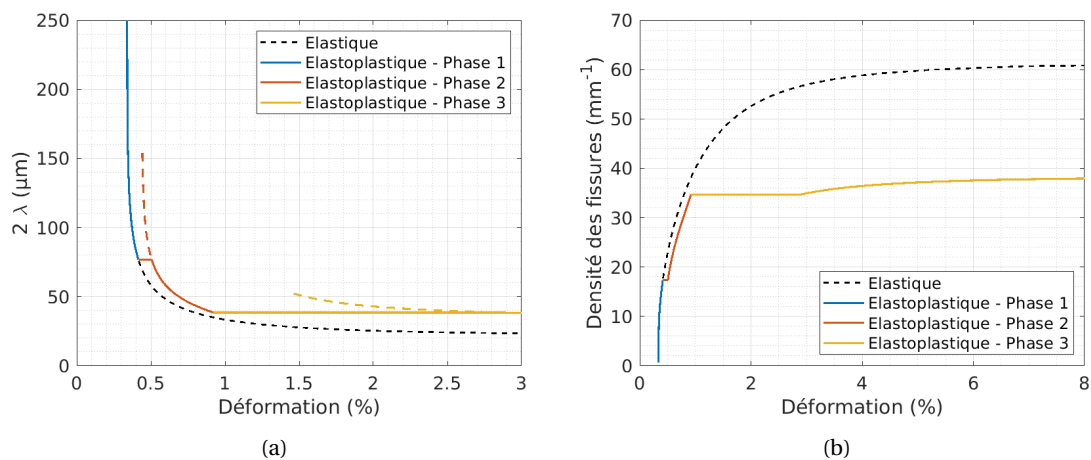 250
200
150
100
50
0
2 λ (µm)
0
0.5
1
1.5
2
2.5
3
Déformation (%)
Elastique
Elastoplastique - Phase 1
Elastoplastique - Phase 2
Elastoplastique - Phase 3
(a)
70
60
50
40
30
20
10
0
Densité des fissures (mm-1)
0
2
4
6
8
Déformation (%)
Elastique
Elastoplastique - Phase 1
Elastoplastique - Phase 2
Elastoplastique - Phase 3
(b)